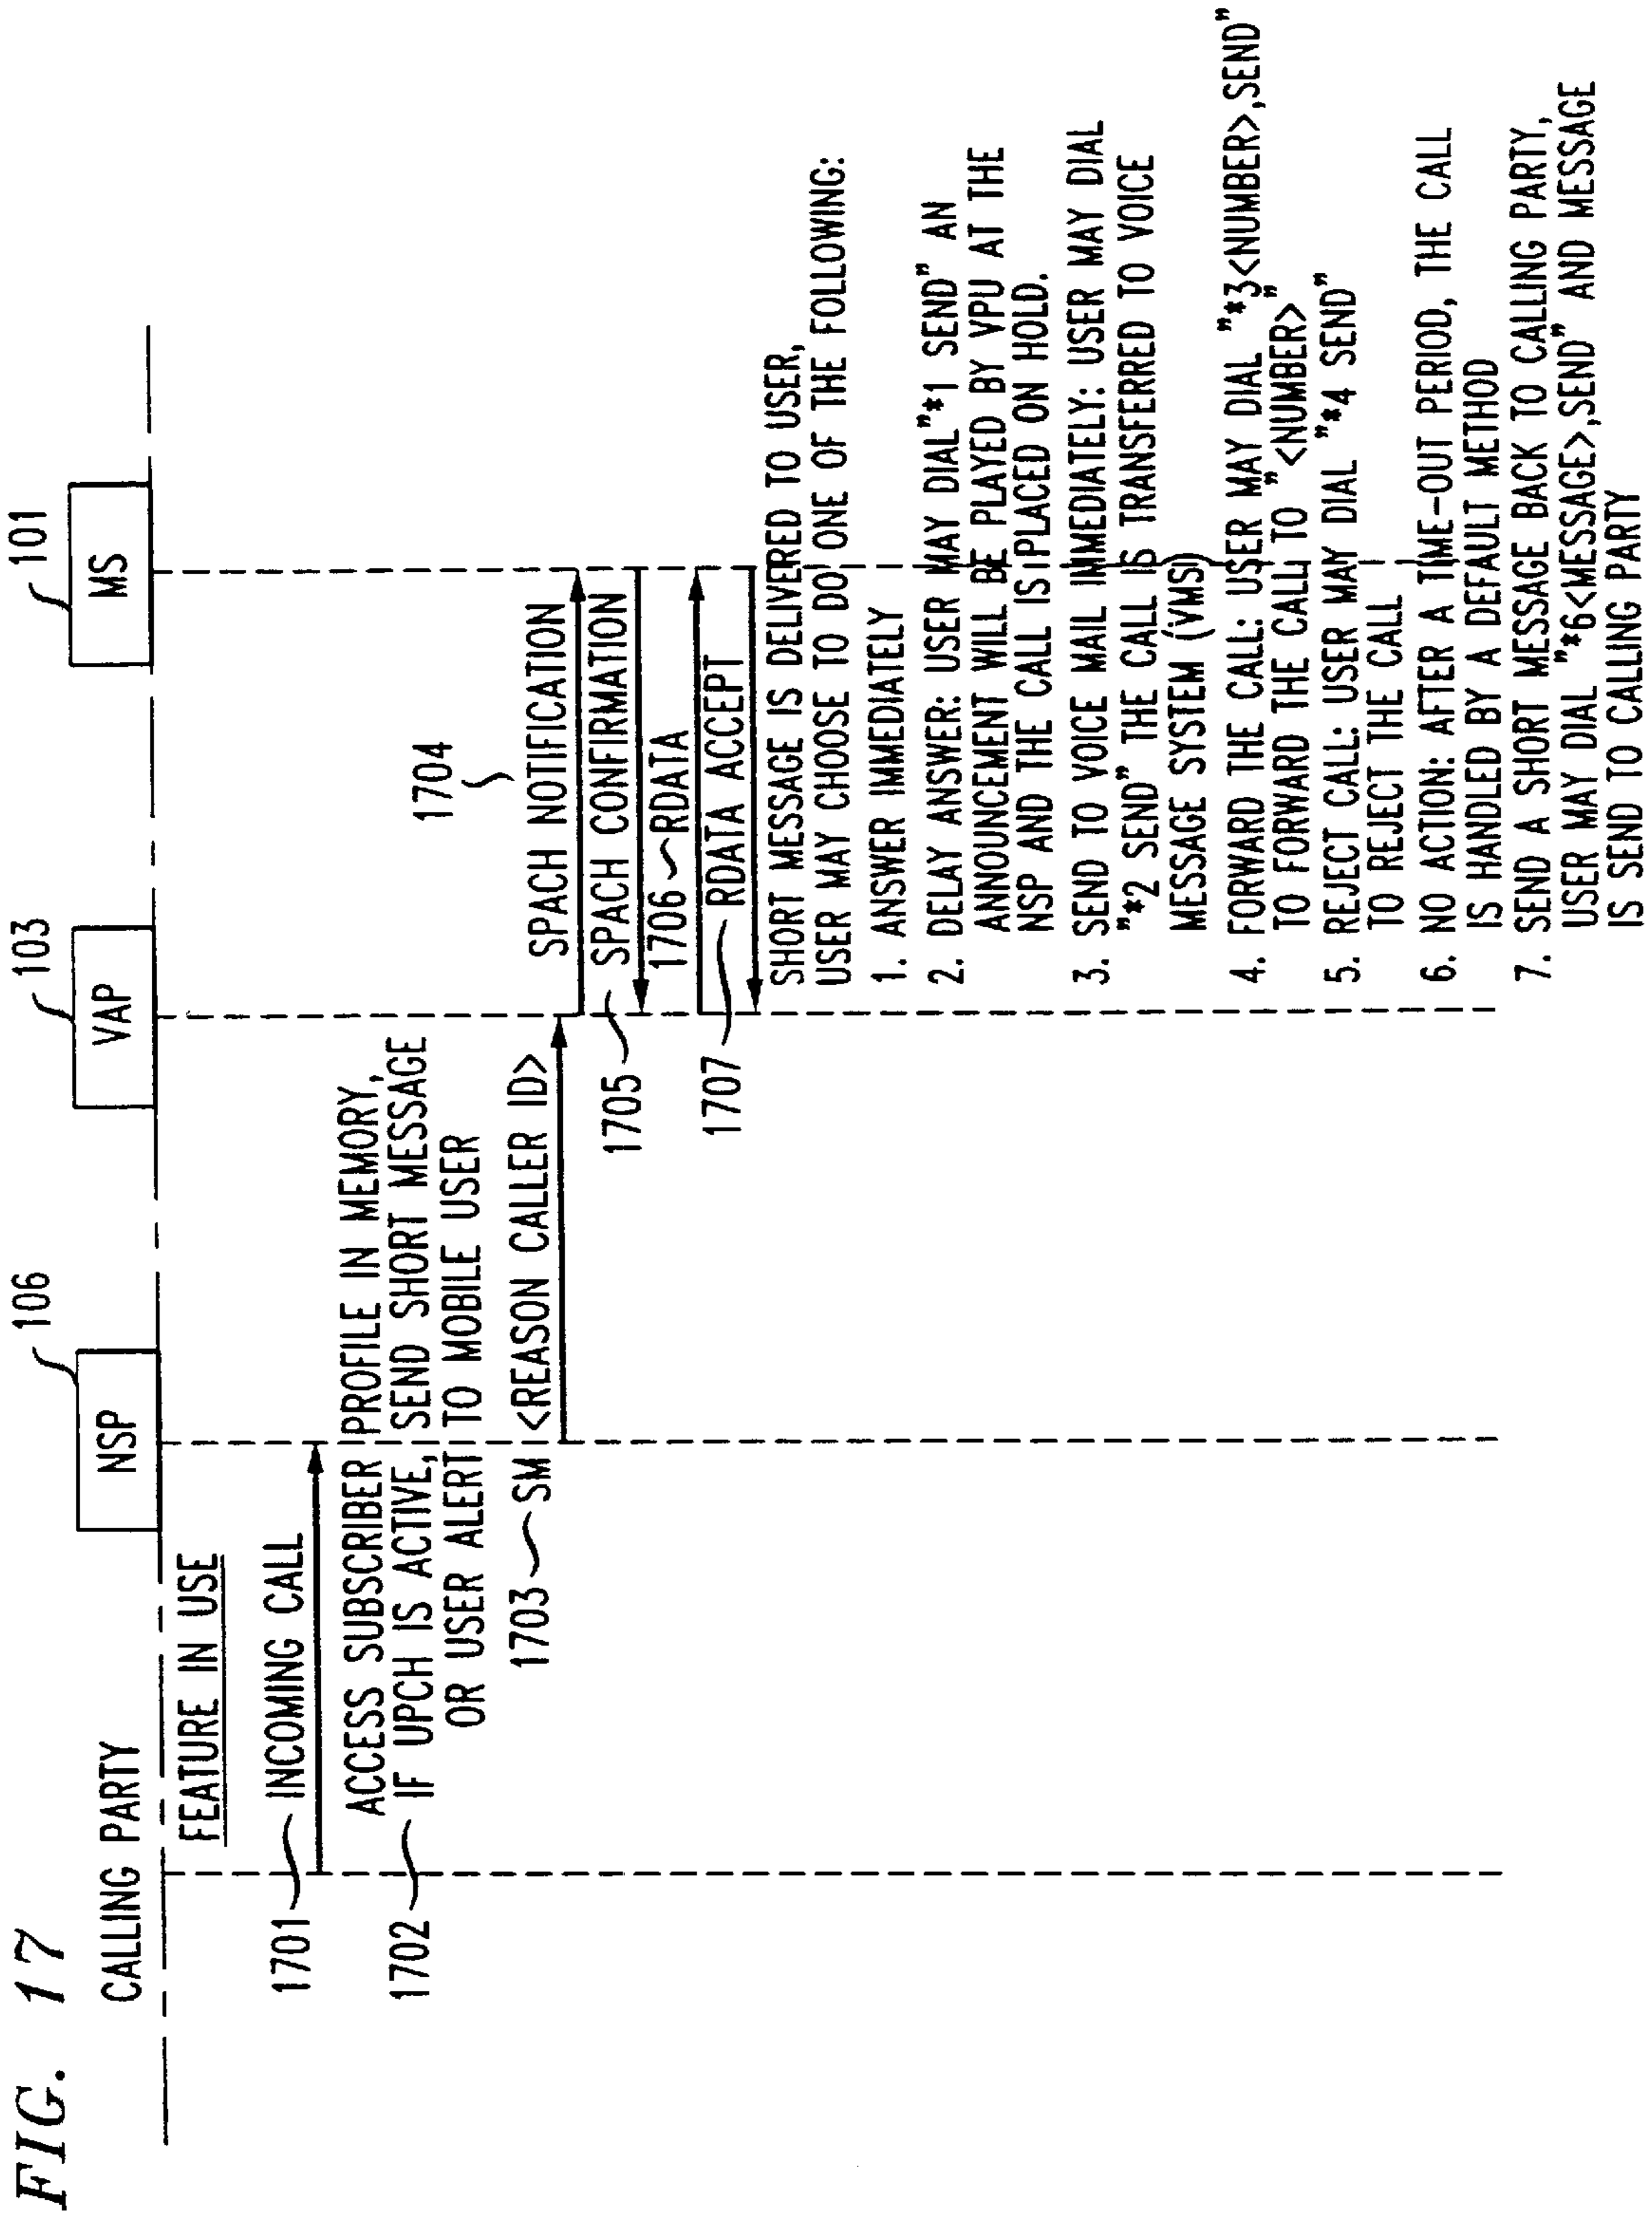 FIG. 17
CALLING PARTY
NSP
106
VAP
103
MS
101
FEATURE IN USE
1701
INCOMING CALL
1702
ACCESS SUBSCRIBER PROFILE IN MEMORY,
IF UPCH IS ACTIVE, SEND SHORT MESSAGE
OR USER ALERT TO MOBILE USER
1703
SM <REASON CALLER ID>
1704
SPACH NOTIFICATION
SPACH CONFIRMATION
1705
1706
RDATA
RDATA ACCEPT
1707
SHORT MESSAGE IS DELIVERED TO USER,
USER MAY CHOOSE TO DO ONE OF THE FOLLOWING:
1. ANSWER IMMEDIATELY
2. DELAY ANSWER: USER MAY DIAL"*1 SEND" AN
ANNOUNCEMENT WILL BE PLAYED BY VPU AT THE
NSP AND THE CALL IS PLACED ON HOLD.
3. SEND TO VOICE MAIL IMMEDIATELY: USER MAY DIAL
"*2 SEND" THE CALL IS TRANSFERRED TO VOICE
MESSAGE SYSTEM (VMS)
4. FORWARD THE CALL: USER MAY DIAL "*3<NUMBER>,SEND"
TO FORWARD THE CALL TO "<NUMBER>"
5. REJECT CALL: USER MAY DIAL "*4 SEND"
TO REJECT THE CALL
6. NO ACTION: AFTER A TIME-OUT PERIOD, THE CALL
IS HANDLED BY A DEFAULT METHOD
7. SEND A SHORT MESSAGE BACK TO CALLING PARTY,
USER MAY DIAL "*6<MESSAGE>,SEND" AND MESSAGE
IS SEND TO CALLING PARTY